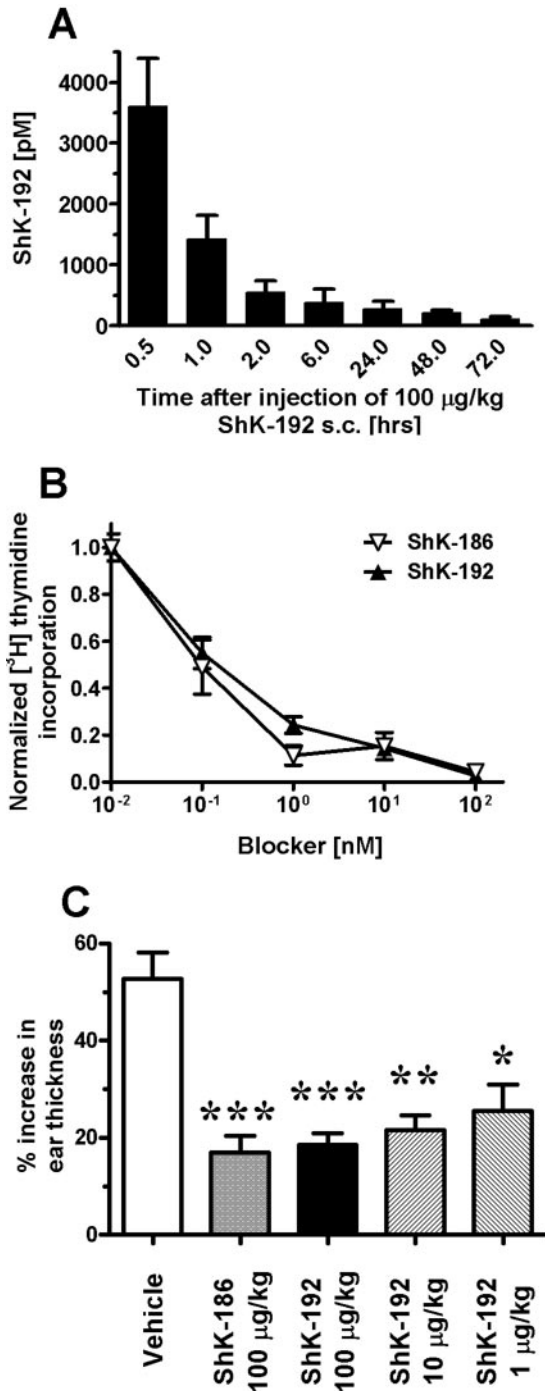 A
ShK-192 [pM]
4000
3000
2000
1000
0
0.5 1.0 2.0 6.0 24.0 48.0 72.0
Time after injection of 100 μg/kg
ShK-192 s.c. [hrs]
B
Normalized [³H] thymidine
incorporation
1.0
0.8
0.6
0.4
0.2
0.0
ShK-186
ShK-192
10⁻² 10⁻¹ 10⁰ 10¹ 10²
Blocker [nM]
C
% increase in
ear thickness
60
40
20
0
*** *** ** *
Vehicle
ShK-186
100 μg/kg
ShK-192
100 μg/kg
ShK-192
10 μg/kg
ShK-192
1 μg/kg